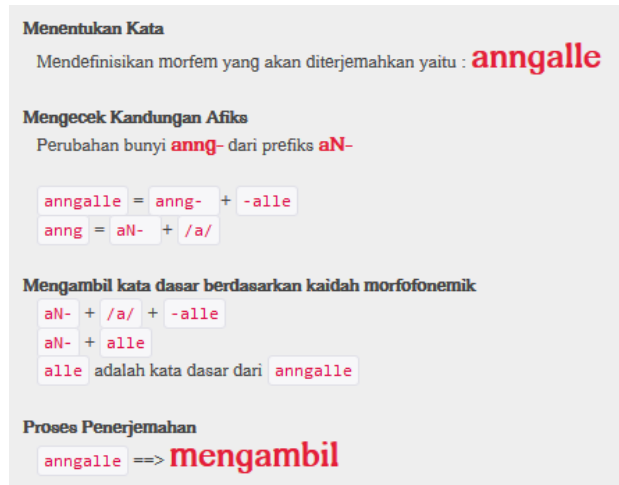 Menentukan Kata
Mendefinisikan morfem yang akan diterjemahkan yaitu : anngalle
Mengecek Kandungan Afiks
Perubahan bunyi anng- dari prefiks aN-
anngalle = anng- + -alle
anng = aN- + /a/
Mengambil kata dasar berdasarkan kaidah morfofonemik
aN- + /a/ + -alle
aN- + alle
alle adalah kata dasar dari anngalle
Proses Penerjemahan
anngalle ==> mengambil